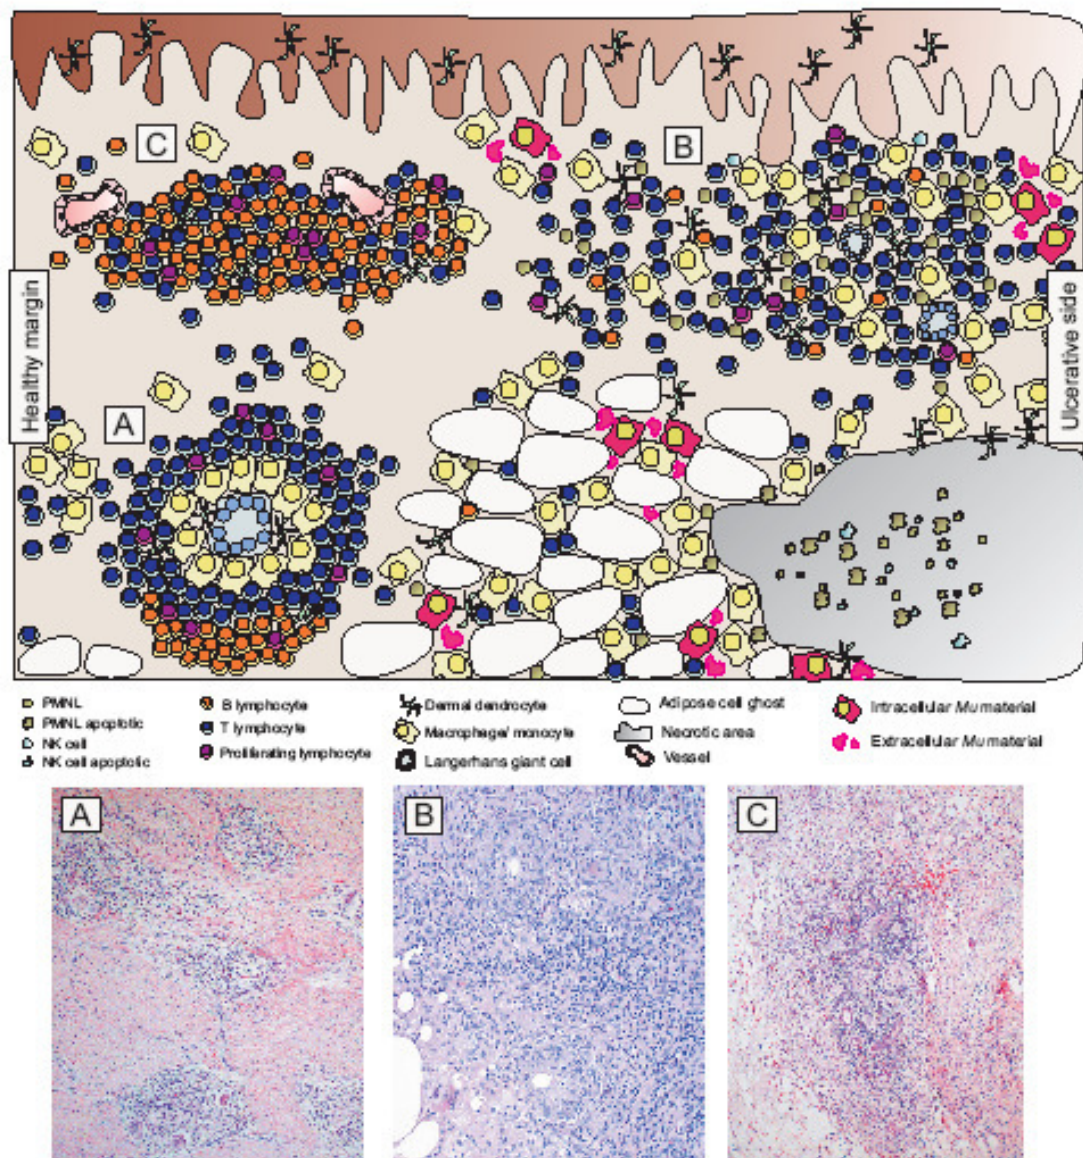 C
B
Healthy margin
Ulcerative side
A
PMNL
PMNL apoptotic
NK cell
NK cell apoptotic
B lymphocyte
T lymphocyte
Proliferating lymphocyte
Dermal dendrocyte
Macrophage/ monocyte
Langerhans giant cell
Adipose cell ghost
Necrotic area
Vessel
Intracellular Mu material
Extracellular Mu material
A
B
C